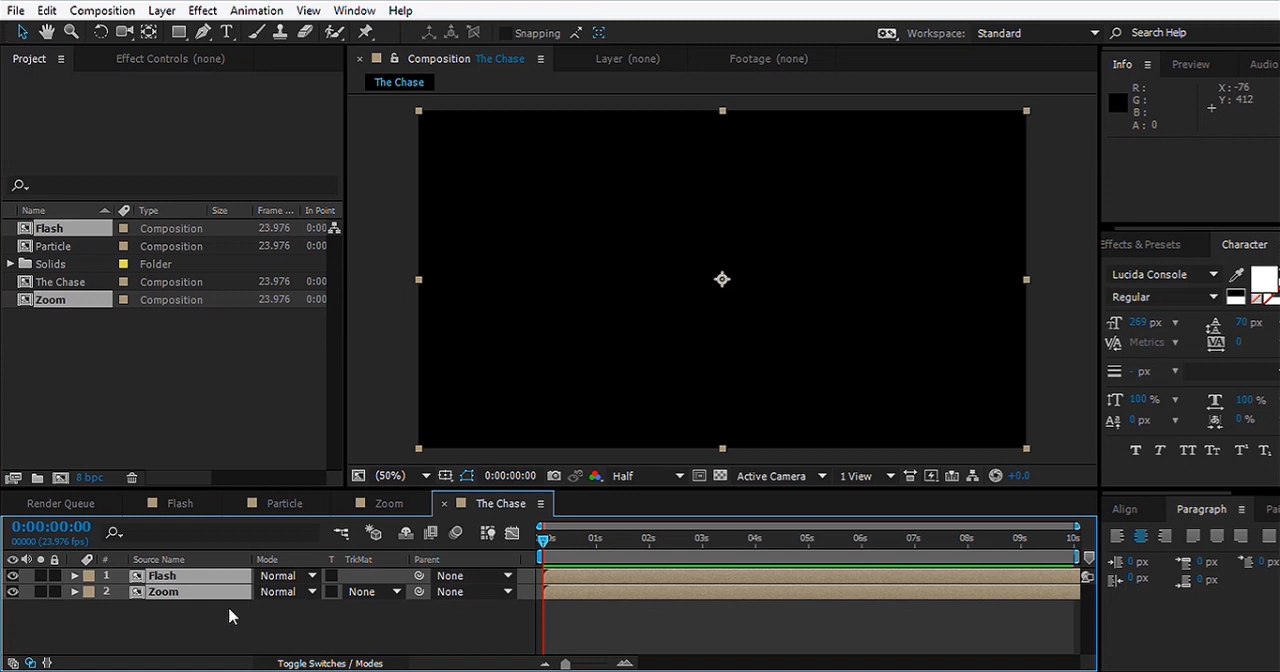 File Edit Composition Layer Effect Animation View Window Help
Snapping Workspace: Standard Search Help
Project Effect Controls (none) Composition The Chase Layer (none) Footage (none) Info Preview Audio
The Chase
R: X: -76
G: Y: 412
B:
A: 0
Name Type Size Frame ... In Point
Flash Composition 23.976 0:00
Particle Composition 23.976 0:00
Solids Folder
The Chase Composition 23.976 0:00
Zoom Composition 23.976 0:00
Effects & Presets Character
Lucida Console
Regular
269 px 70 px
Metrics 0
- px
100 % 100 %
0 px 0 %
T T TT Tr T¹ T₁
8 bpc (50%) 0:00:00:00 Half Active Camera 1 View +0.0
Render Queue Flash Particle Zoom The Chase Align Paragraph
0:00:00:00
00000 (23.976 fps)
01s 02s 03s 04s 05s 06s 07s 08s 09s 10s
# Source Name Mode T TrkMat Parent
1 Flash Normal None
2 Zoom Normal None None
0 px 0 px 0 px
0 px 0 px
Toggle Switches / Modes